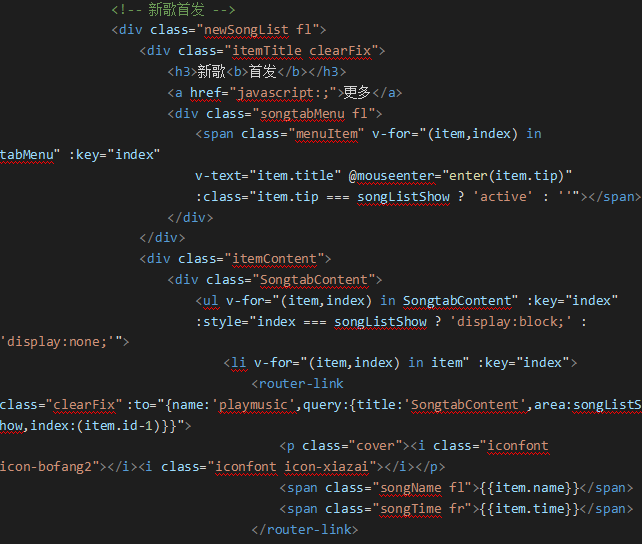 <!-- 新歌首发 -->
<div class="newSongList fl">
<div class="itemTitle clearFix">
<h3>新歌<b>首发</b></h3>
<a href="javascript:;">更多</a>
<div class="songtabMenu fl">
<span class="menuItem" v-for="(item,index) in
tabMenu" :key="index"
v-text="item.title" @mouseenter="enter(item.tip)"
:class="item.tip === songListShow ? 'active' : ''"></span>
</div>
</div>
<div class="itemContent">
<div class="SongtabContent">
<ul v-for="(item,index) in SongtabContent" :key="index"
:style="index === songListShow ? 'display:block;' :
'display:none;'">
<li v-for="(item,index) in item" :key="index">
<router-link
class="clearFix" :to="{name:'playmusic',query:{title:'SongtabContent',area:songListS
how,index:(item.id-1)}}">
<p class="cover"><i class="iconfont
icon-bofang2"></i><i class="iconfont icon-xiazai"></i></p>
<span class="songName fl">{{item.name}}</span>
<span class="songTime fr">{{item.time}}</span>
</router-link>